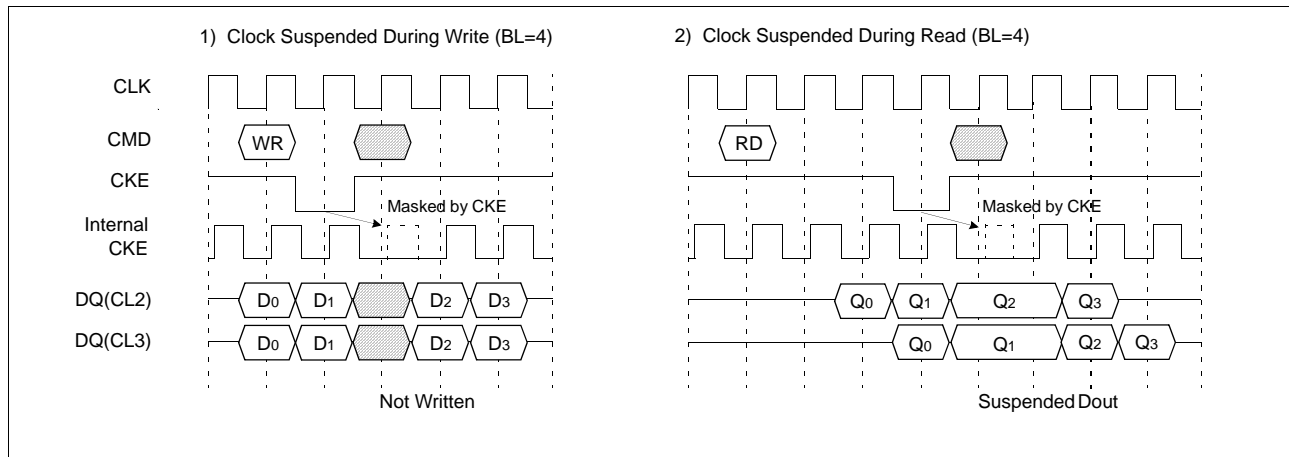 1) Clock Suspended During Write (BL=4)
2) Clock Suspended During Read (BL=4)
CLK
CMD
WR
RD
CKE
Masked by CKE
Masked by CKE
Internal
CKE
DQ(CL2)
D0 D1 D2 D3
Q0 Q1 Q2 Q3
DQ(CL3)
D0 D1 D2 D3
Q0 Q1 Q2 Q3
Not Written
Suspended Dout